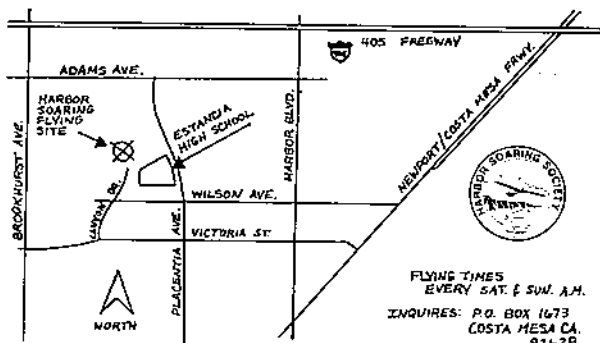 405 FREEWAY
ADAMS AVE.
HARBOR
SOARING
FLYING
SITE
ESTANCIA
HIGH SCHOOL
BROOKHURST AVE.
HARBOR BLVD.
NEWPORT/COSTA MESA FRWY.
CANYON DR.
WILSON AVE.
PLACENTIA AVE.
VICTORIA ST
NORTH
HARBOR SOARING SOCIETY
FLYING TIMES
EVERY SAT. & SUN. A.M.
INQUIRES: P.O. BOX 1673
COSTA MESA CA.